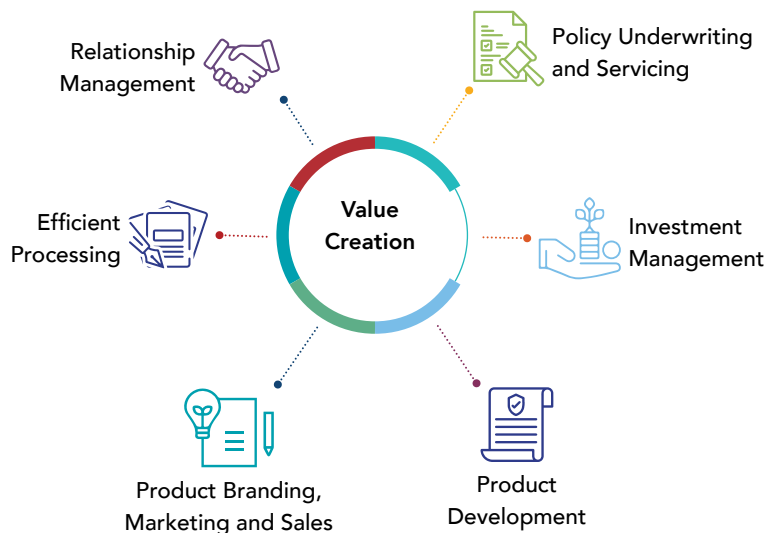 Relationship
Management
Policy Underwriting
and Servicing
Value
Creation
Efficient
Processing
Investment
Management
Product Branding,
Marketing and Sales
Product
Development